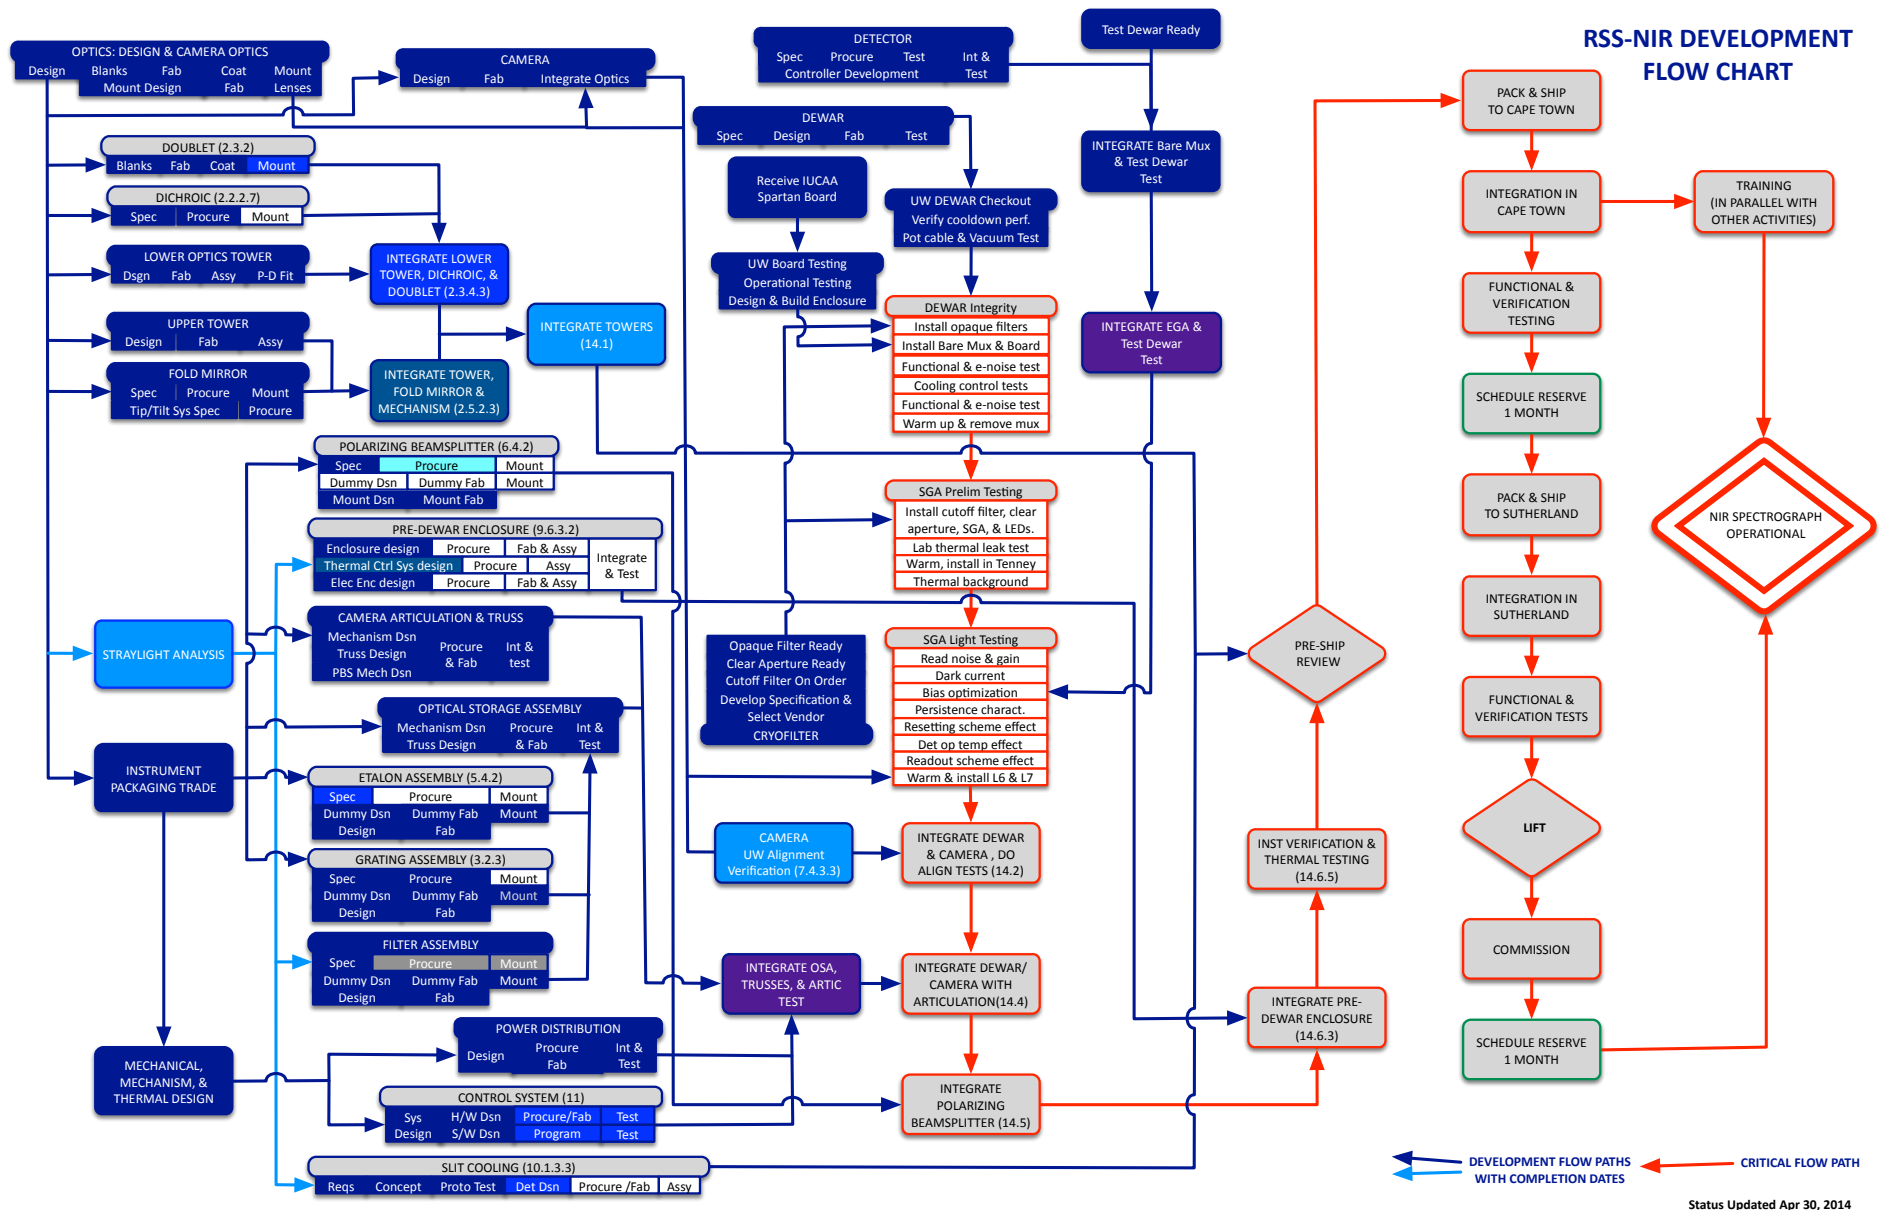 RSS-NIR DEVELOPMENT
FLOW CHART
OPTICS: DESIGN & CAMERA OPTICS
Design Blanks Fab Coat Mount
Mount Design Fab Lenses
CAMERA
Design Fab Integrate Optics
DETECTOR
Spec Procure Test Int &
Controller Development Test
Test Dewar Ready
DOUBLET (2.3.2)
Blanks Fab Coat Mount
DICHROIC (2.2.2.7)
Spec Procure Mount
LOWER OPTICS TOWER
Dsgn Fab Assy P-D Fit
UPPER TOWER
Design Fab Assy
FOLD MIRROR
Spec Procure Mount
Tip/Tilt Sys Spec Procure
INTEGRATE LOWER
TOWER, DICHROIC, &
DOUBLET (2.3.4.3)
INTEGRATE TOWERS
(14.1)
INTEGRATE TOWER,
FOLD MIRROR &
MECHANISM (2.5.2.3)
DEWAR
Spec Design Fab Test
Receive IUCAA
Spartan Board
UW DEWAR Checkout
Verify cooldown perf.
Pot cable & Vacuum Test
UW Board Testing
Operational Testing
Design & Build Enclosure
INTEGRATE Bare Mux
& Test Dewar
Test
INTEGRATE EGA &
Test Dewar
Test
DEWAR Integrity
Install opaque filters
Install Bare Mux & Board
Functional & e-noise test
Cooling control tests
Functional & e-noise test
Warm up & remove mux
SGA Prelim Testing
Install cutoff filter, clear
aperture, SGA, & LEDs.
Lab thermal leak test
Warm, install in Tenney
Thermal background
SGA Light Testing
Read noise & gain
Dark current
Bias optimization
Persistence charact.
Resetting scheme effect
Det op temp effect
Readout scheme effect
Warm & install L6 & L7
Opaque Filter Ready
Clear Aperture Ready
Cutoff Filter On Order
Develop Specification &
Select Vendor
CRYOFILTER
POLARIZING BEAMSPLITTER (6.4.2)
Spec Procure Mount
Dummy Dsn Dummy Fab Mount
Mount Dsn Mount Fab
PRE-DEWAR ENCLOSURE (9.6.3.2)
Enclosure design Procure Fab & Assy
Thermal Ctrl Sys design Procure Assy
Elec Enc design Procure Fab & Assy
Integrate
& Test
STRAYLIGHT ANALYSIS
CAMERA ARTICULATION & TRUSS
Mechanism Dsn
Truss Design
PBS Mech Dsn
Procure
& Fab
Int &
test
OPTICAL STORAGE ASSEMBLY
Mechanism Dsn Procure Int &
Truss Design & Fab Test
INSTRUMENT
PACKAGING TRADE
ETALON ASSEMBLY (5.4.2)
Spec Procure Mount
Dummy Dsn Dummy Fab Mount
Design Fab
GRATING ASSEMBLY (3.2.3)
Spec Procure Mount
Dummy Dsn Dummy Fab Mount
Design Fab
FILTER ASSEMBLY
Spec Procure Mount
Dummy Dsn Dummy Fab Mount
Design Fab
MECHANICAL,
MECHANISM, &
THERMAL DESIGN
POWER DISTRIBUTION
Design
Procure
Fab
Int &
Test
CONTROL SYSTEM (11)
Sys H/W Dsn Procure/Fab Test
Design S/W Dsn Program Test
SLIT COOLING (10.1.3.3)
Reqs Concept Proto Test Det Dsn Procure /Fab Assy
CAMERA
UW Alignment
Verification (7.4.3.3)
INTEGRATE DEWAR
& CAMERA , DO
ALIGN TESTS (14.2)
INTEGRATE OSA,
TRUSSES, & ARTIC
TEST
INTEGRATE DEWAR/
CAMERA WITH
ARTICULATION(14.4)
INTEGRATE
POLARIZING
BEAMSPLITTER (14.5)
INTEGRATE PRE-
DEWAR ENCLOSURE
(14.6.3)
INST VERIFICATION &
THERMAL TESTING
(14.6.5)
PRE-SHIP
REVIEW
PACK & SHIP
TO CAPE TOWN
INTEGRATION IN
CAPE TOWN
TRAINING
(IN PARALLEL WITH
OTHER ACTIVITIES)
FUNCTIONAL &
VERIFICATION
TESTING
SCHEDULE RESERVE
1 MONTH
PACK & SHIP
TO SUTHERLAND
NIR SPECTROGRAPH
OPERATIONAL
INTEGRATION IN
SUTHERLAND
FUNCTIONAL &
VERIFICATION TESTS
LIFT
COMMISSION
SCHEDULE RESERVE
1 MONTH
DEVELOPMENT FLOW PATHS
WITH COMPLETION DATES
CRITICAL FLOW PATH
Status Updated Apr 30, 2014